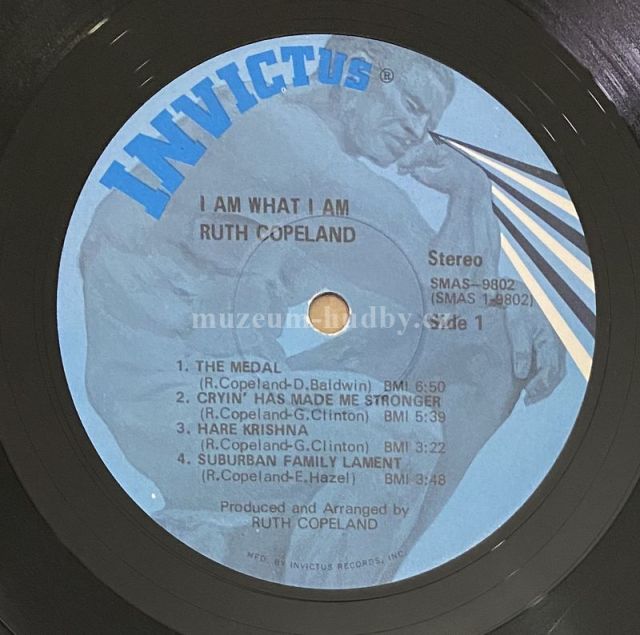 INVICTUS®
I AM WHAT I AM
RUTH COPELAND
Stereo
SMAS-9802
(SMAS 1-9802)
muzeum-hudby.cz
Side 1
1. THE MEDAL
(R.Copeland-D.Baldwin) BMI 6:50
2. CRYIN' HAS MADE ME STRONGER
(R.Copeland-G.Clinton) BMI 5:39
3. HARE KRISHNA
(R.Copeland-G.Clinton) BMI 3:22
4. SUBURBAN FAMILY LAMENT
(R.Copeland-E.Hazel) BMI 3:48
Produced and Arranged by
RUTH COPELAND
MFD. BY INVICTUS RECORDS, INC.